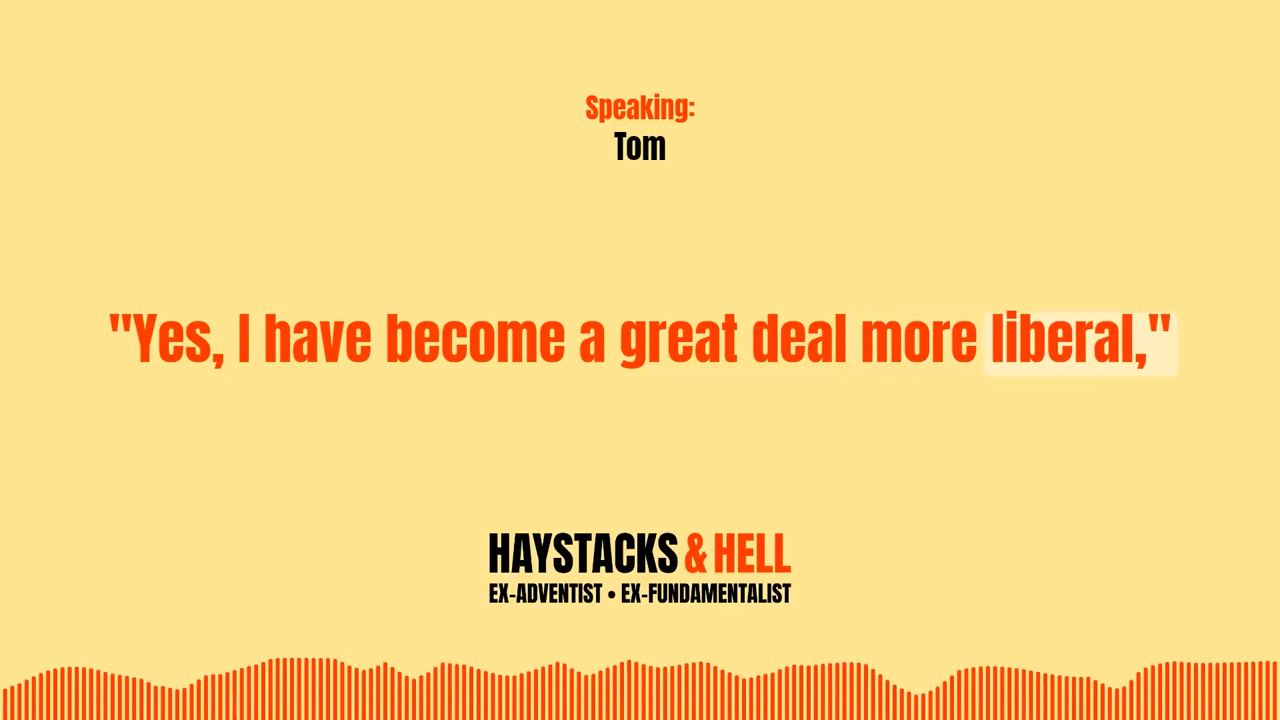 Speaking:
Tom
"Yes, I have become a great deal more liberal,"
HAYSTACKS & HELL
EX-ADVENTIST • EX-FUNDAMENTALIST